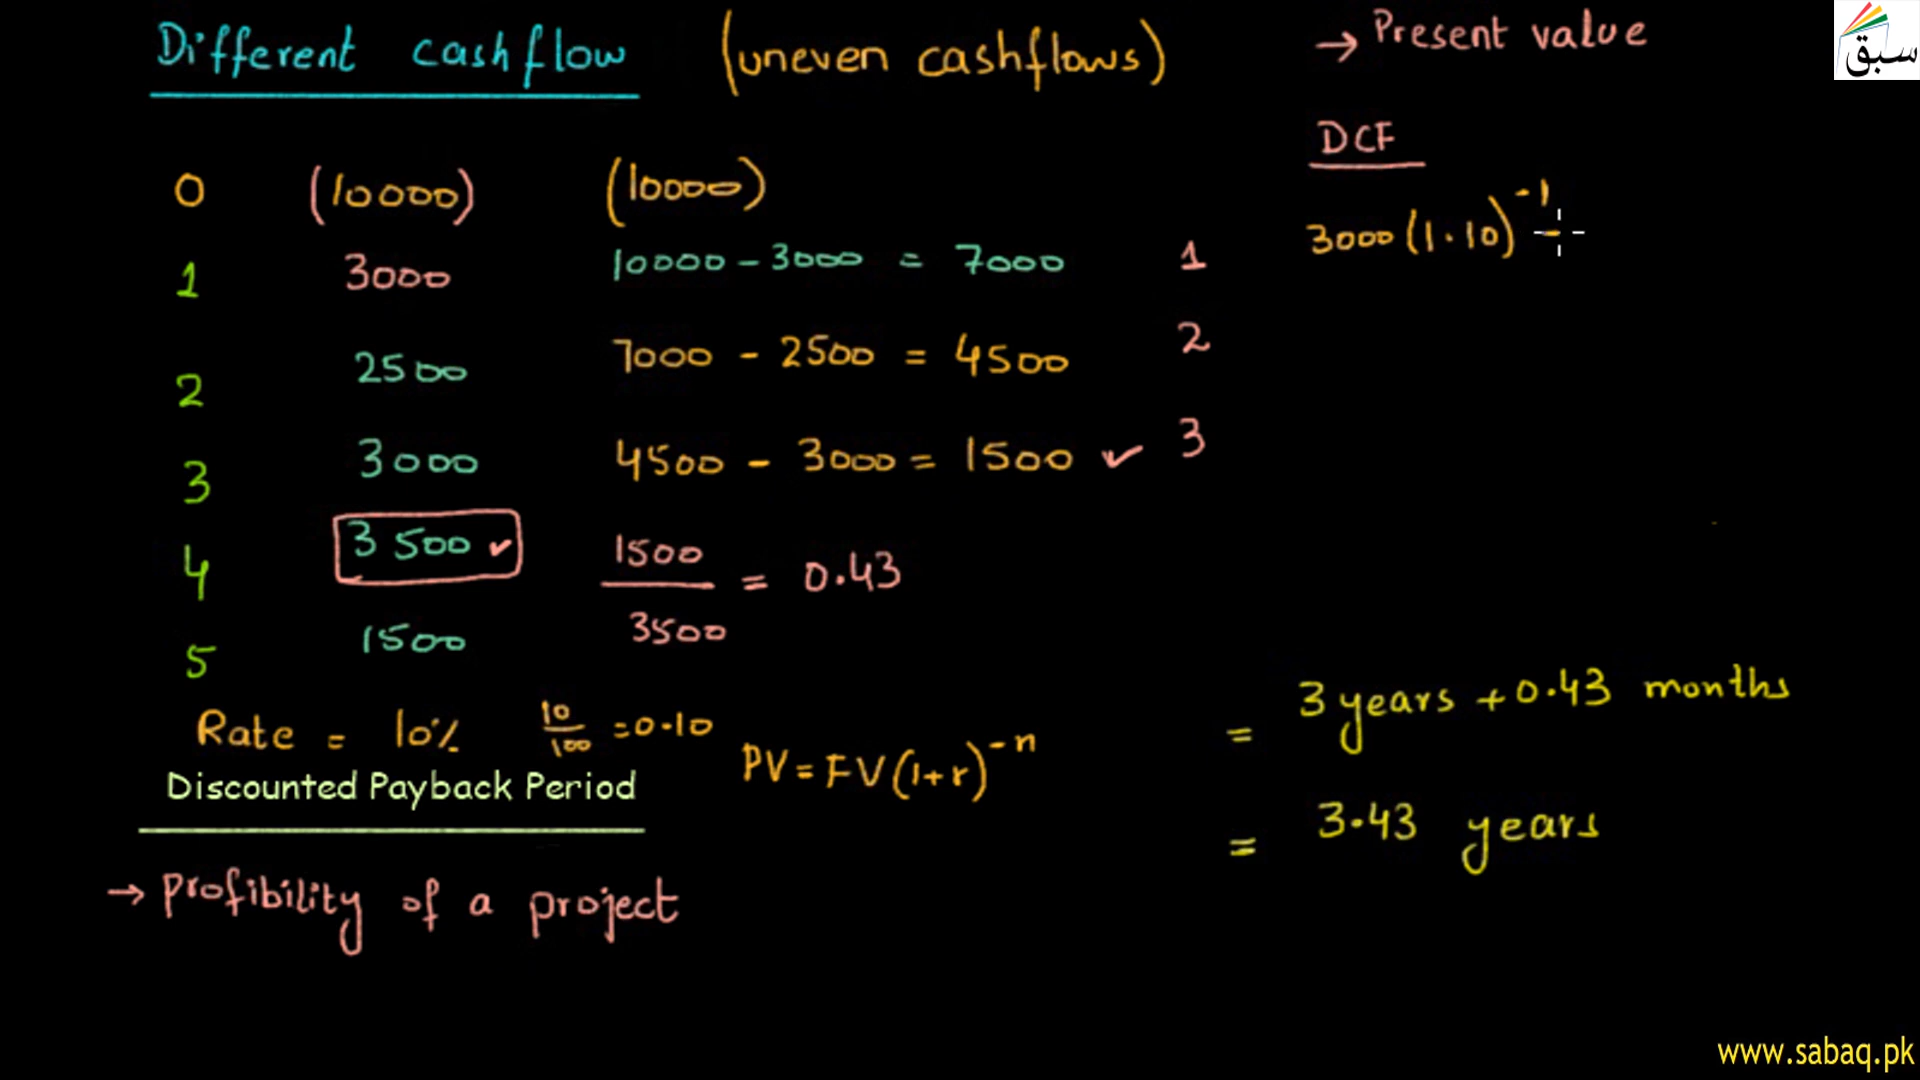 Different cashflow (uneven cashflows) → Present value
سبق
DCF
0 (10000) (10000)
3000 (1.10)⁻¹ =
1 3000 10000 - 3000 = 7000 1
2 2500 7000 - 2500 = 4500 2
3 3000 4500 - 3000 = 1500 ✓ 3
4 3500 ✓ 1500/3500 = 0.43
5 1500
= 3 years + 0.43 months
Rate = 10% 10/100 = 0.10 PV = FV(1+r)⁻ⁿ
Discounted Payback Period
= 3.43 years
→ Profibility of a project
www.sabaq.pk